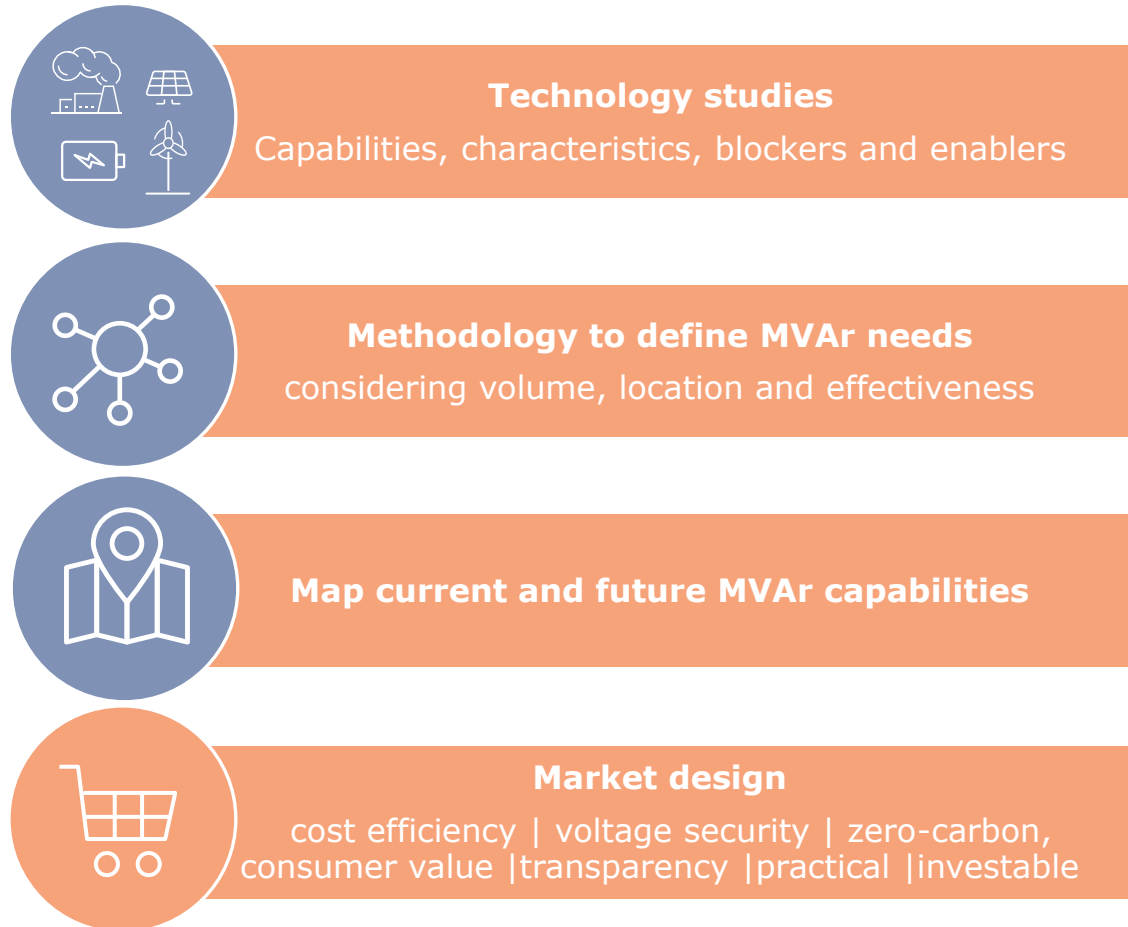 Technology studies
Capabilities, characteristics, blockers and enablers
Methodology to define MVAr needs
considering volume, location and effectiveness
Map current and future MVAr capabilities
Market design
cost efficiency | voltage security | zero-carbon,
consumer value |transparency |practical |investable